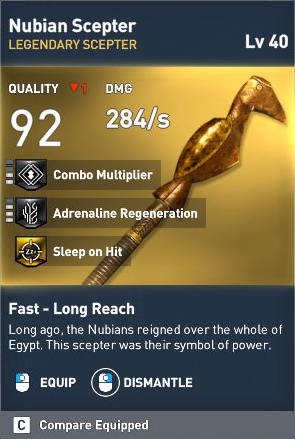 Nubian Scepter
LEGENDARY SCEPTER
Lv 40
QUALITY ▼1 DMG
92 284/s
Combo Multiplier
Adrenaline Regeneration
Zz
Sleep on Hit
Fast - Long Reach
Long ago, the Nubians reigned over the whole of
Egypt. This scepter was their symbol of power.
EQUIP DISMANTLE
C Compare Equipped